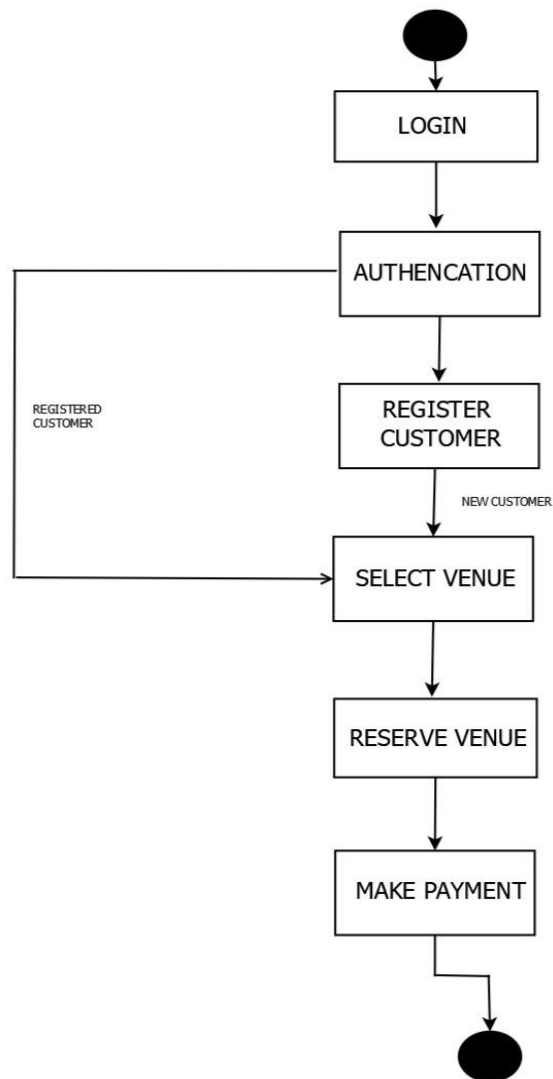 LOGIN
AUTHENCATION
REGISTERED
CUSTOMER
REGISTER
CUSTOMER
NEW CUSTOMER
SELECT VENUE
RESERVE VENUE
MAKE PAYMENT